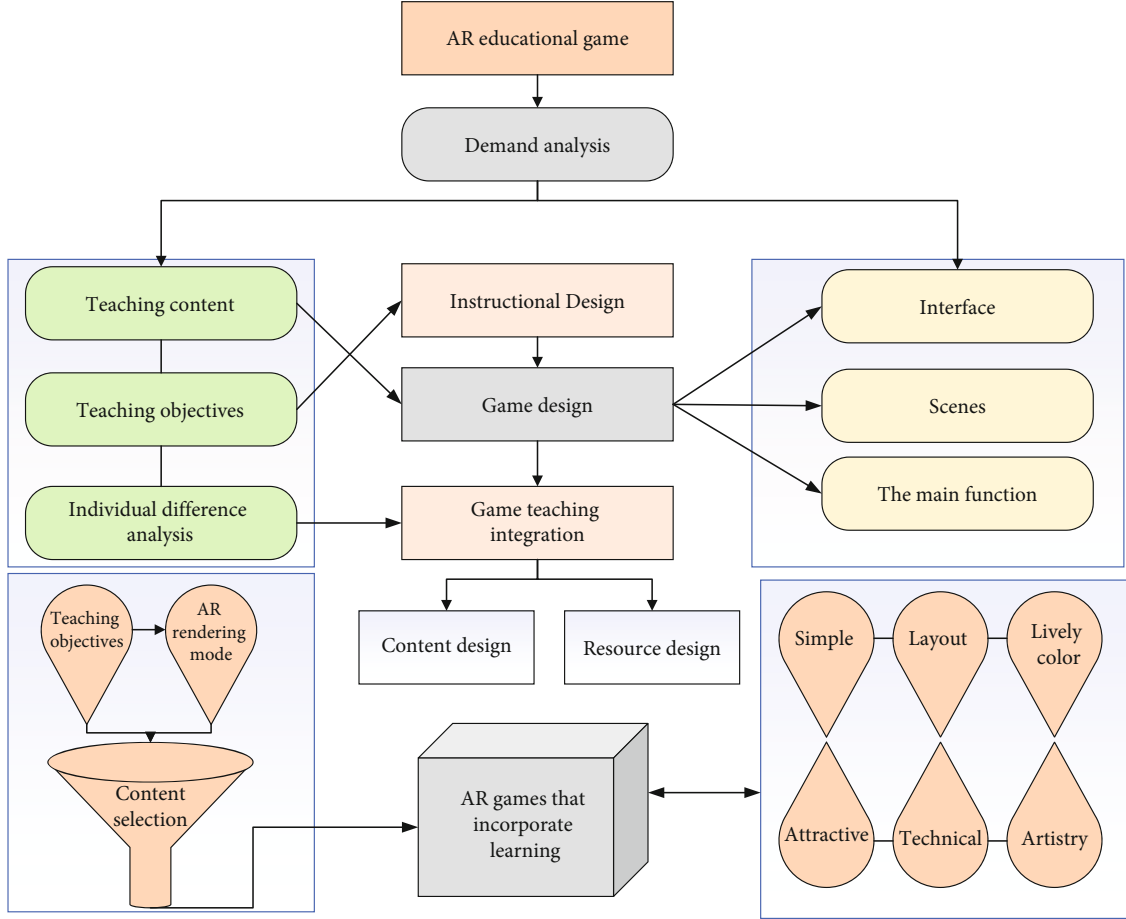 AR educational game
Demand analysis
Teaching content
Teaching objectives
Individual difference
analysis
Instructional Design
Game design
Game teaching
integration
Content design
Resource design
Interface
Scenes
The main function
Teaching
objectives
AR
rendering
mode
Content
selection
AR games that
incorporate
learning
Simple
Layout
Lively
color
Attractive
Technical
Artistry